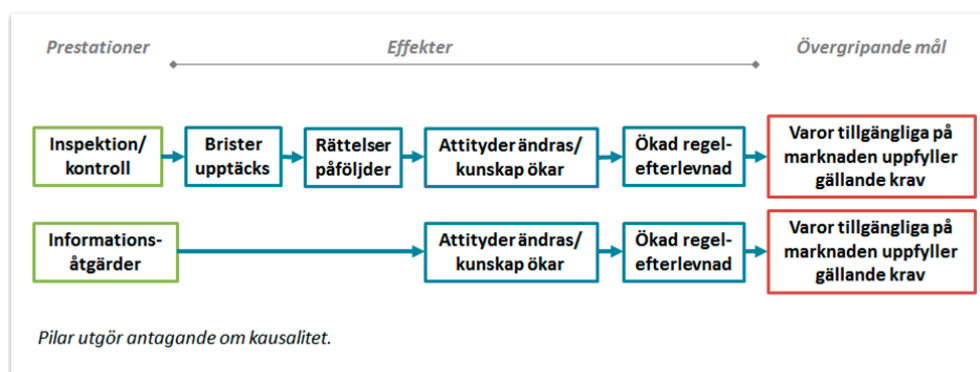 Prestationer
Effekter
Övergripande mål
Inspektion/
kontroll
Brister
upptäcks
Rättelser
påföljder
Attityder ändras/
kunskap ökar
Ökad regel-
efterlevnad
Varor tillgängliga på
marknaden uppfyller
gällande krav
Informations-
åtgärder
Attityder ändras/
kunskap ökar
Ökad regel-
efterlevnad
Varor tillgängliga på
marknaden uppfyller
gällande krav
Pilar utgör antagande om kausalitet.